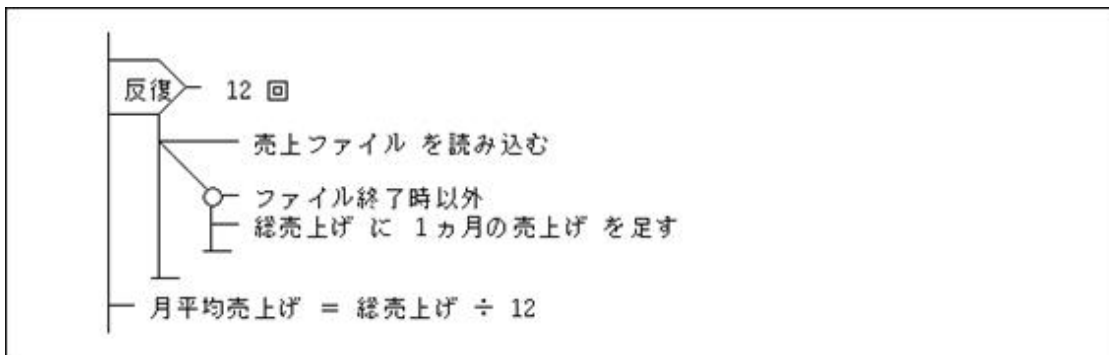 反復 12 回
売上ファイル を読み込む
ファイル終了時以外
総売上げ に 1ヵ月の売上げ を足す
月平均売上げ = 総売上げ ÷ 12